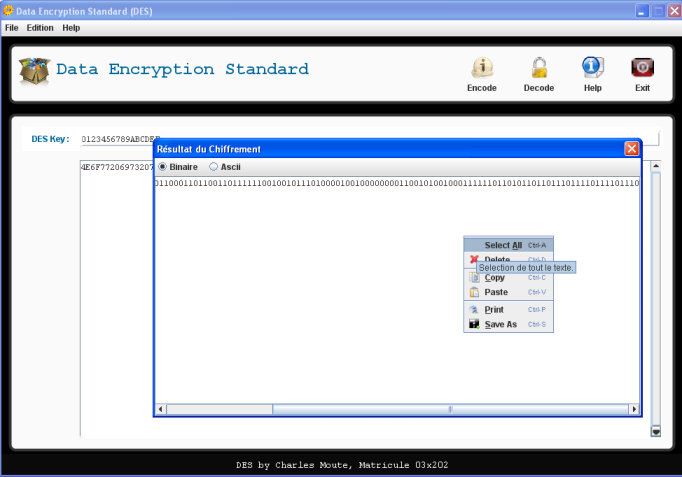 Data Encryption Standard (DES)
File Edition Help
Data Encryption Standard
Encode Decode Help Exit
DES Key : 0123456789ABCDEF
4E6F77206973207
Résultat du Chiffrement
Binaire Ascii
Select All Ctrl-A
Delete Ctrl-D
Selection de tout le texte.
Copy Ctrl-C
Paste Ctrl-V
Print Ctrl-P
Save As Ctrl-S
DES by Charles Moute, Matricule 03x202